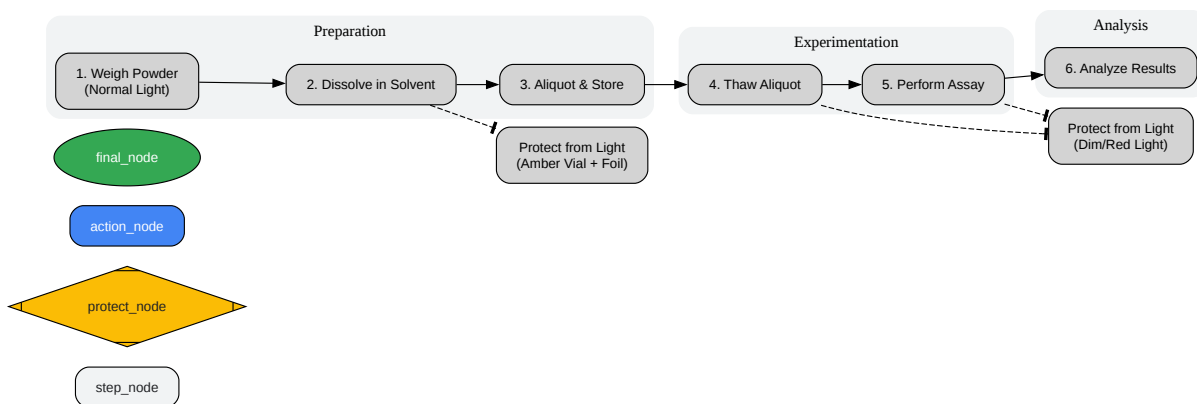 Preparation
1. Weigh Powder
(Normal Light)
2. Dissolve in Solvent
3. Aliquot & Store
Protect from Light
(Amber Vial + Foil)
Experimentation
4. Thaw Aliquot
5. Perform Assay
Analysis
6. Analyze Results
Protect from Light
(Dim/Red Light)
final_node
action_node
protect_node
step_node